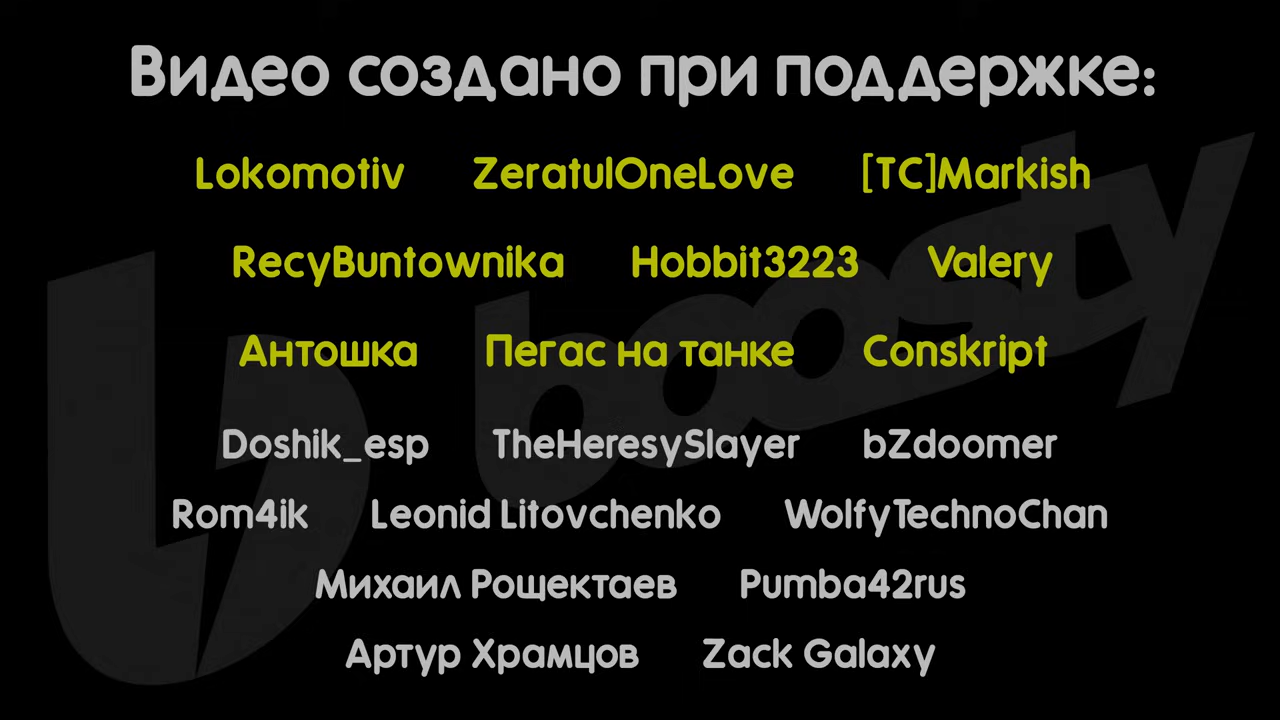 Видео создано при поддержке:
Lokomotiv ZeratulOneLove [TC]Markish
RecyBuntownika Hobbit3223 Valery
Антошка Пегас на танке Conskript
Doshik_esp TheHeresySlayer bZdoomer
Rom4ik Leonid Litovchenko WolfyTechnoChan
Михаил Рощектаев Pumba42rus
Артур Храмцов Zack Galaxy
boosty